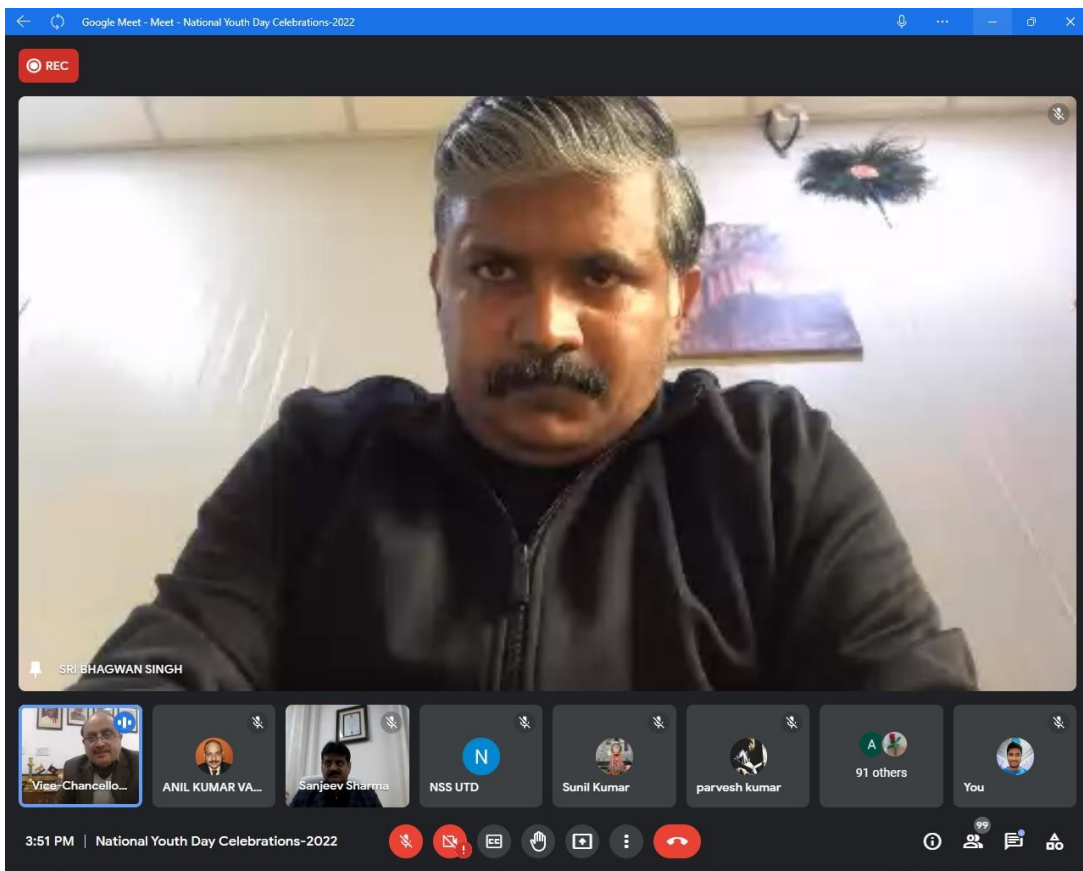 Google Meet - Meet - National Youth Day Celebrations-2022
REC
SRI BHAGWAN SINGH
Vice-Chancello...
ANIL KUMAR VA...
Sanjeev Sharma
N
NSS UTD
Sunil Kumar
parvesh kumar
A
91 others
You
3:51 PM | National Youth Day Celebrations-2022
CC
99